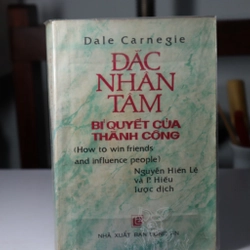 Dale Carnegie
ĐẮC NHÂN
TÂM
BÍ QUYẾT CỦA
THÀNH CÔNG
(How to win friends
and influence people)
Nguyễn Hiến Lê
và P. Hiếu
lược dịch
NHÀ XUẤT BẢN